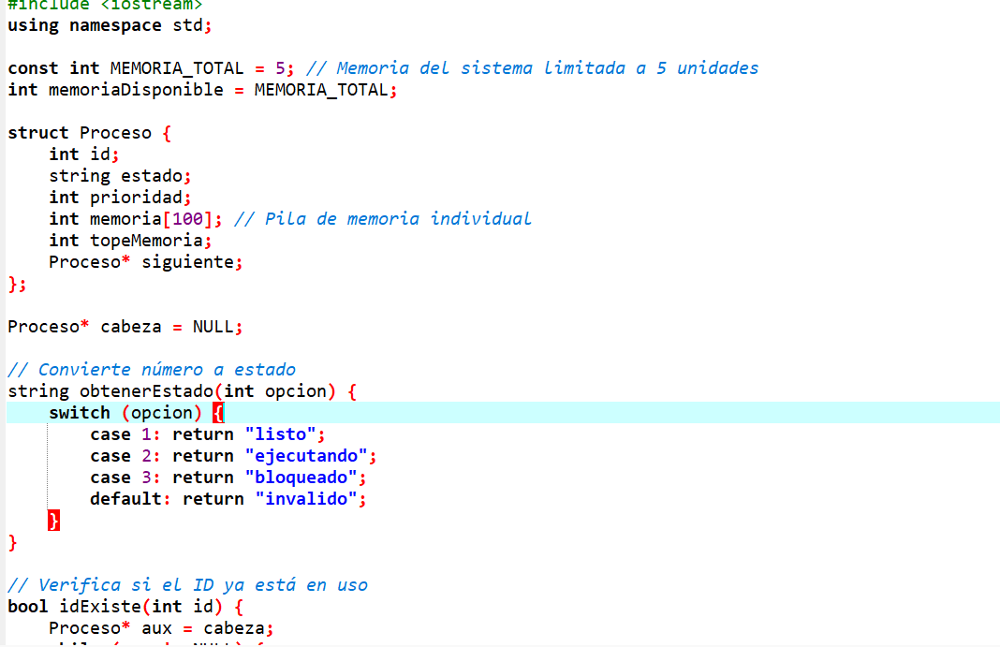 #include <iostream>
using namespace std;
const int MEMORIA_TOTAL = 5; // Memoria del sistema limitada a 5 unidades
int memoriaDisponible = MEMORIA_TOTAL;
struct Proceso {
int id;
string estado;
int prioridad;
int memoria[100]; // Pila de memoria individual
int topeMemoria;
Proceso* siguiente;
};
Proceso* cabeza = NULL;
// Convierte número a estado
string obtenerEstado(int opcion) {
switch (opcion) {
case 1: return "listo";
case 2: return "ejecutando";
case 3: return "bloqueado";
default: return "invalido";
}
}
// Verifica si el ID ya está en uso
bool idExiste(int id) {
Proceso* aux = cabeza;